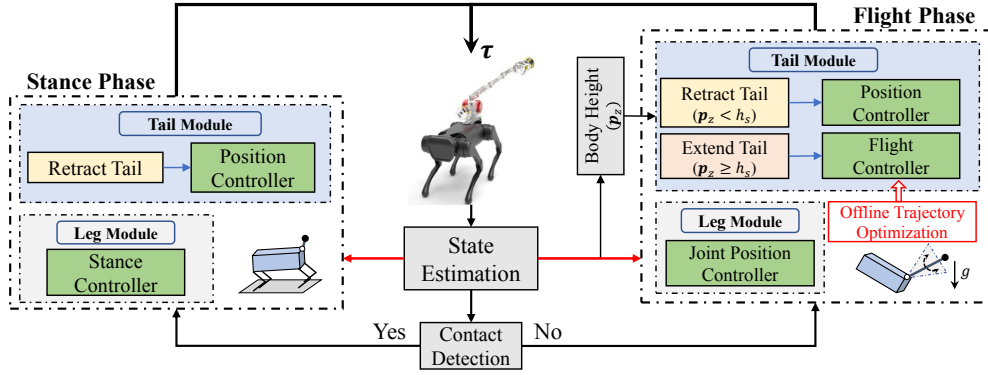 Stance Phase
Tail Module
Retract Tail
Position
Controller
Leg Module
Stance
Controller
τ
State
Estimation
Yes
Contact
Detection
No
Body Height
(p_z)
Flight Phase
Tail Module
Retract Tail
(p_z < h_s)
Position
Controller
Extend Tail
(p_z ≥ h_s)
Flight
Controller
Offline Trajectory
Optimization
Leg Module
Joint Position
Controller
g